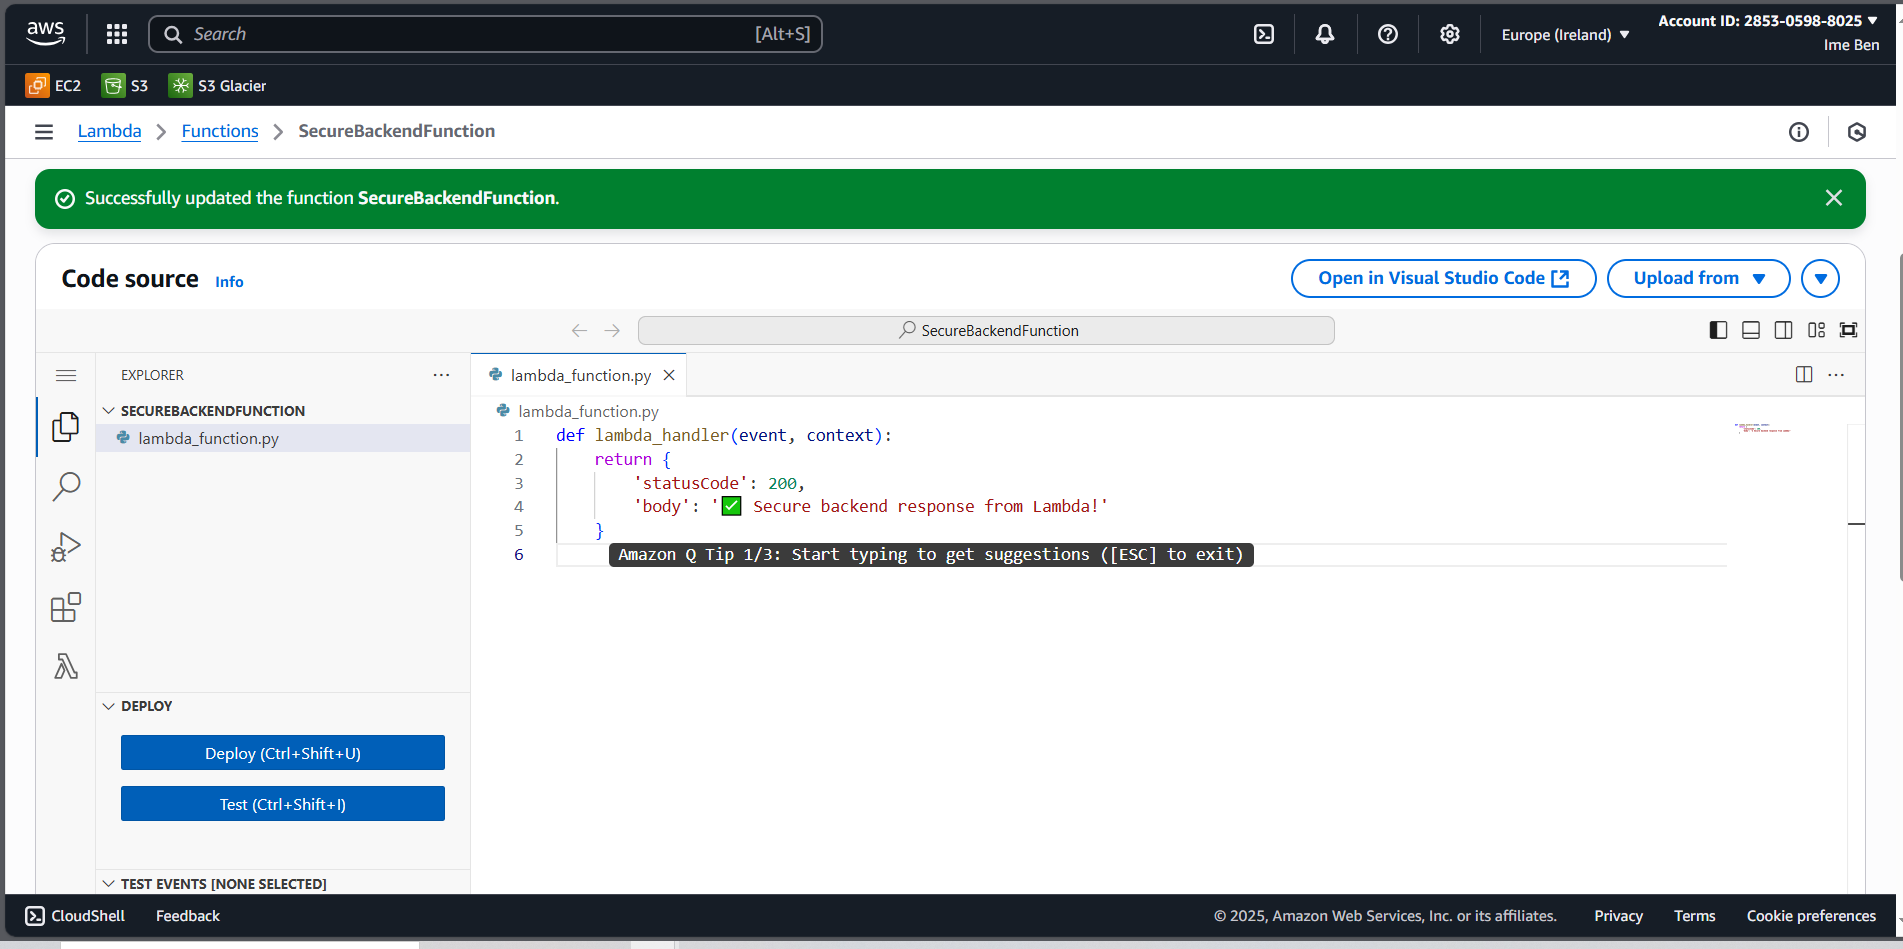 aws
Search [Alt+S]
Europe (Ireland)
Account ID: 2853-0598-8025
Ime Ben
EC2 S3 S3 Glacier
Lambda Functions SecureBackendFunction
Successfully updated the function SecureBackendFunction.
Code source Info
Open in Visual Studio Code Upload from
SecureBackendFunction
EXPLORER
SECUREBACKENDFUNCTION
lambda_function.py
DEPLOY
Deploy (Ctrl+Shift+U)
Test (Ctrl+Shift+I)
TEST EVENTS [NONE SELECTED]
lambda_function.py
lambda_function.py
1 def lambda_handler(event, context):
2 return {
3 'statusCode': 200,
4 'body': '✅ Secure backend response from Lambda!'
5 }
6 Amazon Q Tip 1/3: Start typing to get suggestions ([ESC] to exit)
CloudShell Feedback © 2025, Amazon Web Services, Inc. or its affiliates. Privacy Terms Cookie preferences